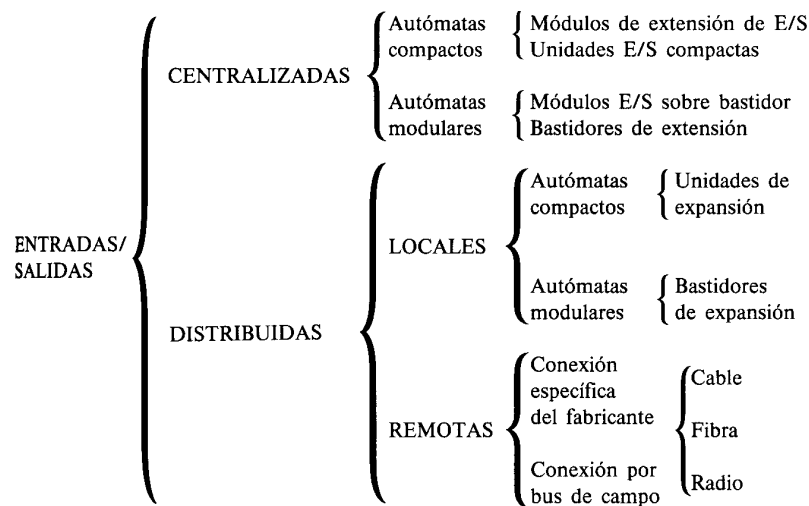 ENTRADAS/
SALIDAS
CENTRALIZADAS
Autómatas
compactos
Módulos de extensión de E/S
Unidades E/S compactas
Autómatas
modulares
Módulos E/S sobre bastidor
Bastidores de extensión
DISTRIBUIDAS
LOCALES
Autómatas
compactos
Unidades de
expansión
Autómatas
modulares
Bastidores
de expansión
REMOTAS
Conexión
específica
del fabricante
Conexión por
bus de campo
Cable
Fibra
Radio